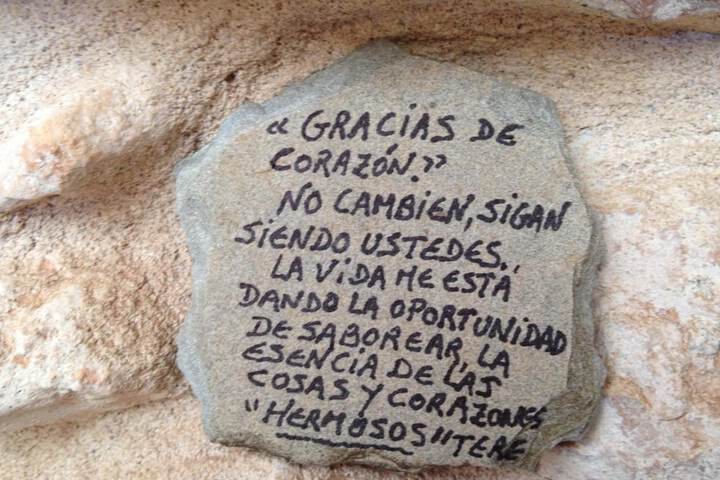 « GRACIAS DE
CORAZÓN.”
NO CAMBIEN, SIGAN
SIENDO USTEDES..
LA VIDA ME ESTÁ
DANDO LA OPORTUNIDAD
DE SABOREAR, LA
ESENCIA DE LAS
COSAS Y CORAZONES
“HERMOSOS” TERE